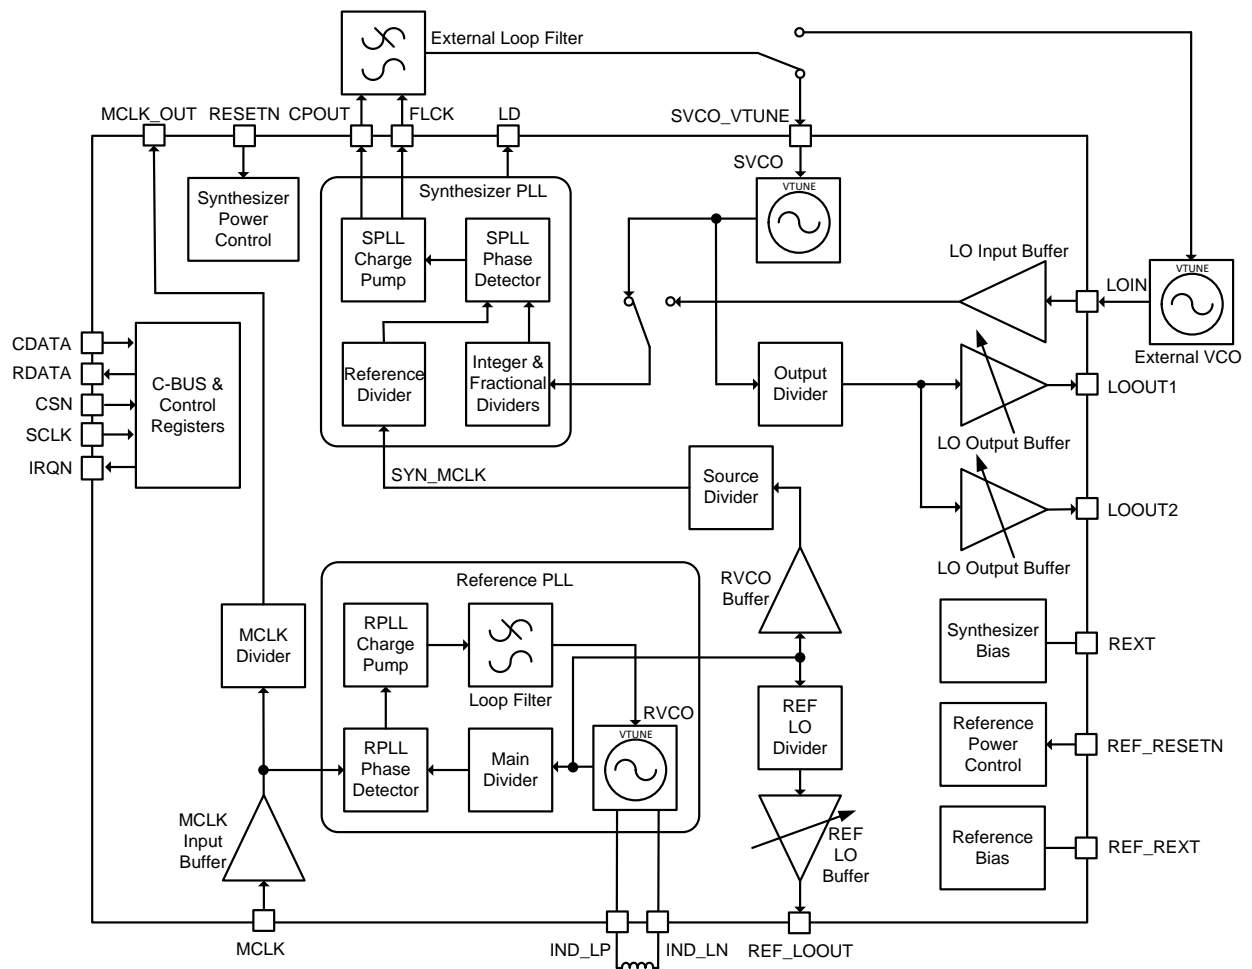 External Loop Filter
MCLK_OUT
RESETN
CPOUT
FLCK
LD
SVCO_VTUNE
SVCO
VTUNE
Synthesizer
Power
Control
Synthesizer PLL
SPLL
Charge
Pump
SPLL
Phase
Detector
LO Input Buffer
LOIN
VTUNE
External VCO
CDATA
RDATA
CSN
SCLK
IRQN
C-BUS &
Control
Registers
Reference
Divider
Integer &
Fractional
Dividers
Output
Divider
LOOUT1
LO Output Buffer
SYN_MCLK
Source
Divider
LOOUT2
LO Output Buffer
Reference PLL
RVCO
Buffer
MCLK
Divider
RPLL
Charge
Pump
Loop Filter
Synthesizer
Bias
REXT
RVCO
VTUNE
RPLL
Phase
Detector
Main
Divider
REF
LO
Divider
Reference
Power
Control
REF_RESETN
MCLK
Input
Buffer
REF
LO
Buffer
Reference
Bias
REF_REXT
MCLK
IND_LP
IND_LN
REF_LOOUT